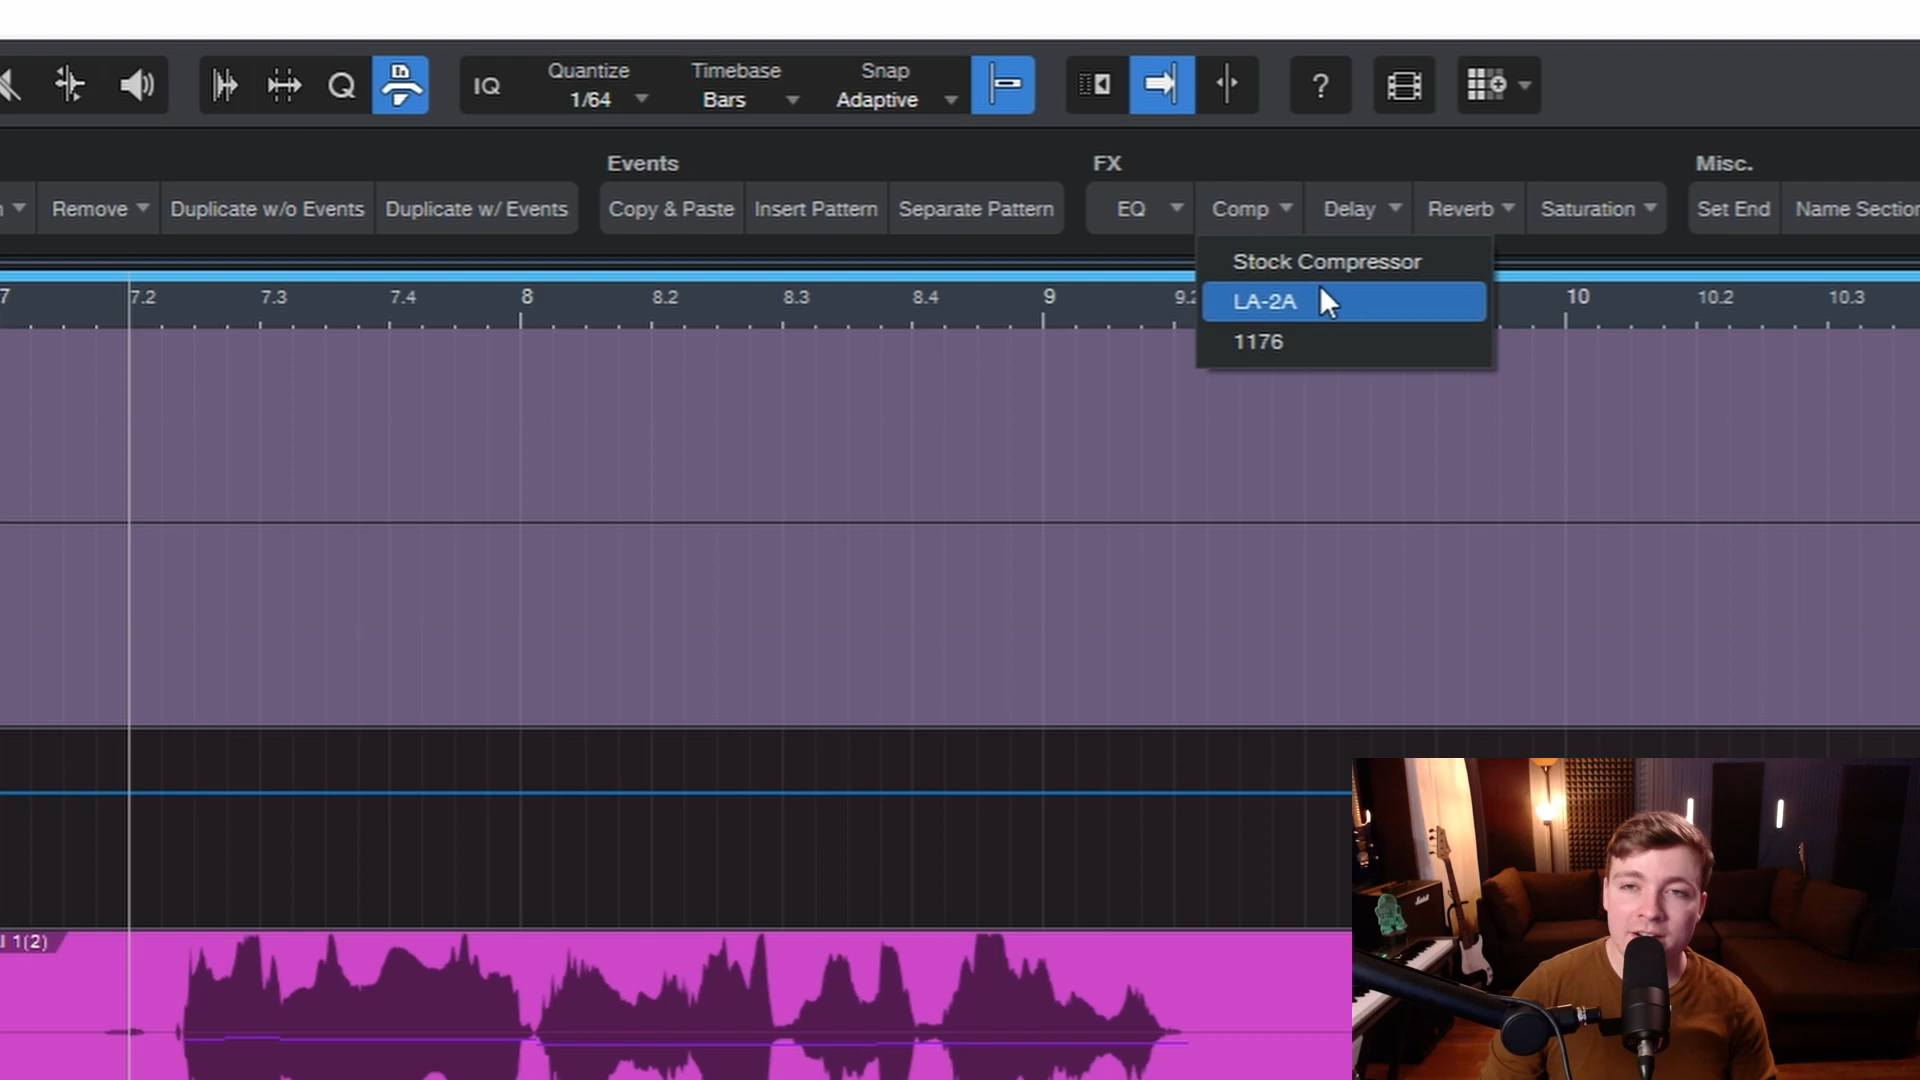 Quantize Timebase Snap
IQ 1/64 Bars Adaptive ?
Events FX Misc.
Remove Duplicate w/o Events Duplicate w/ Events Copy & Paste Insert Pattern Separate Pattern EQ Comp Delay Reverb Saturation Set End Name Section
Stock Compressor
LA-2A
1176
7 7.2 7.3 7.4 8 8.2 8.3 8.4 9 9.2 10 10.2 10.3
1(2)
Marshall